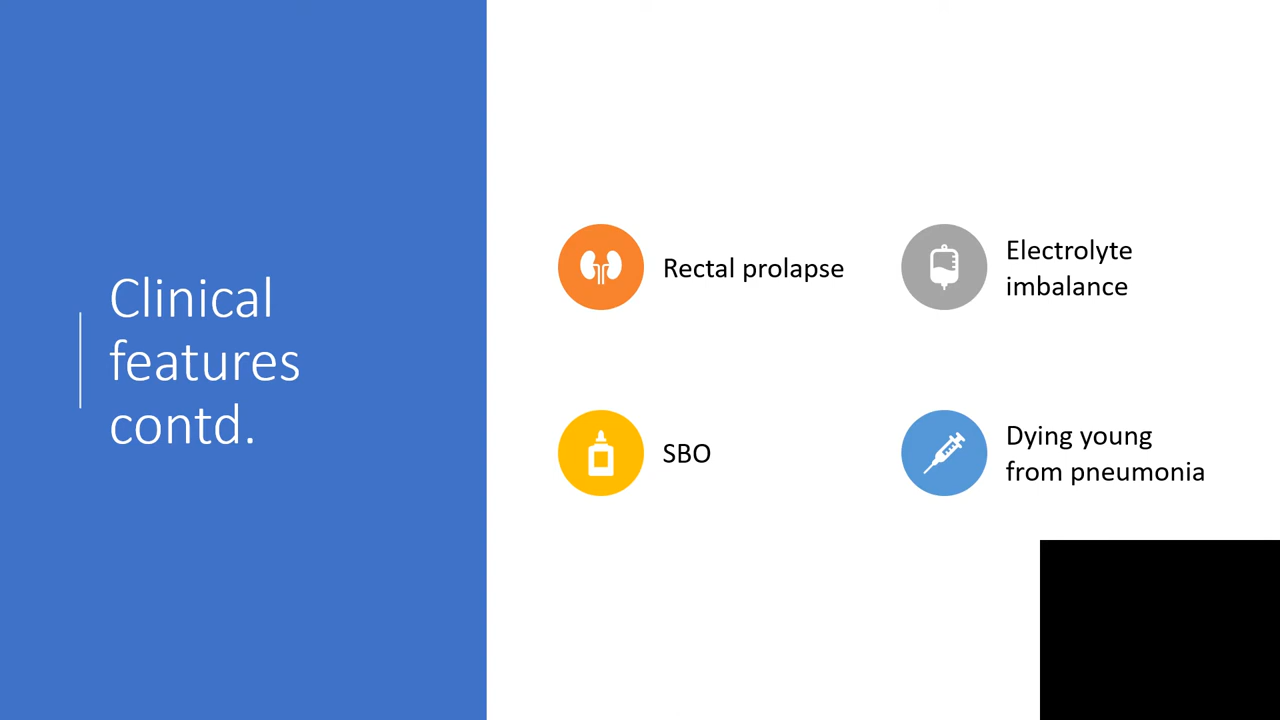 Clinical
features
contd.
Rectal prolapse
Electrolyte
imbalance
SBO
Dying young
from pneumonia